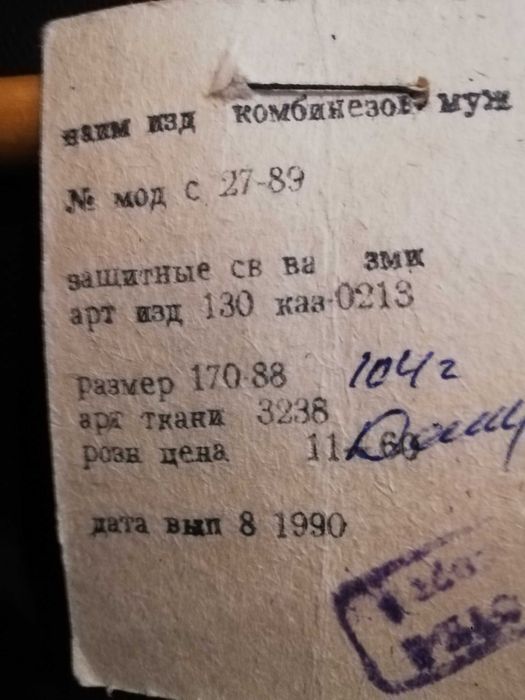 наим изд комбинезон муж
№ мод с 27-89
защитные св ва зми
арт изд 130 каз-0213
размер 170-88 104 г
арт ткани 3238
розн цена 11 60
дата вып 8 1990